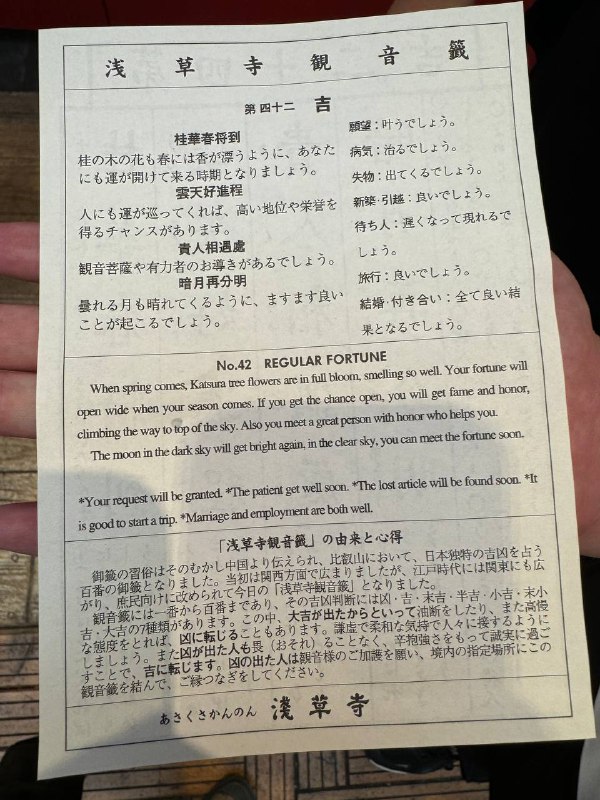 浅草寺観音籤
第四十二 吉
桂華春将到
桂の木の花も春には香が漂うように、あなた
にも運が開けて来る時期となりましょう。
雲天好進程
人にも運が巡ってくれば、高い地位や栄誉を
得るチャンスがあります。
貴人相遇處
観音菩薩や有力者のお導きがあるでしょう。
暗月再分明
曇れる月も晴れてくるように、ますます良い
ことが起こるでしょう。
願望：叶うでしょう。
病気：治るでしょう。
失物：出てくるでしょう。
新築・引越：良いでしょう。
待ち人：遅くなって現れるで
しょう。
旅行：良いでしょう。
結婚・付き合い：全て良い結
果となるでしょう。
No.42 REGULAR FORTUNE
When spring comes, Katsura tree flowers are in full bloom, smelling so well. Your fortune will
open wide when your season comes. If you get the chance open, you will get fame and honor,
climbing the way to top of the sky. Also you meet a great person with honor who helps you.
The moon in the dark sky will get bright again, in the clear sky, you can meet the fortune soon.
*Your request will be granted. *The patient get well soon. *The lost article will be found soon. *It
is good to start a trip. *Marriage and employment are both well.
「浅草寺観音籤」の由来と心得
御籤の習俗はそのむかし中国より伝えられ、比叡山において、日本独特の吉凶を占う
百番の御籤となりました。当初は関西方面で広まりましたが、江戸時代には関東にも広
がり、庶民向けに改められて今日の「浅草寺観音籤」となりました。
観音籤には一番から百番まであり、その吉凶判断には凶・吉・末吉・半吉・小吉・末小
吉・大吉の7種類があります。この中、大吉が出たからといって油断をしたり、また高慢
な態度をとれば、凶に転じることもあります。謙虚で柔和な気持で人々に接するように
しましょう。また凶が出た人も畏（おそれ）ることなく、辛抱強さをもって誠実に過ご
すことで、吉に転じます。凶の出た人は観音様のご加護を願い、境内の指定場所にこの
観音籤を結んで、ご縁つなぎをしてください。
あさくさかんのん 淺草寺